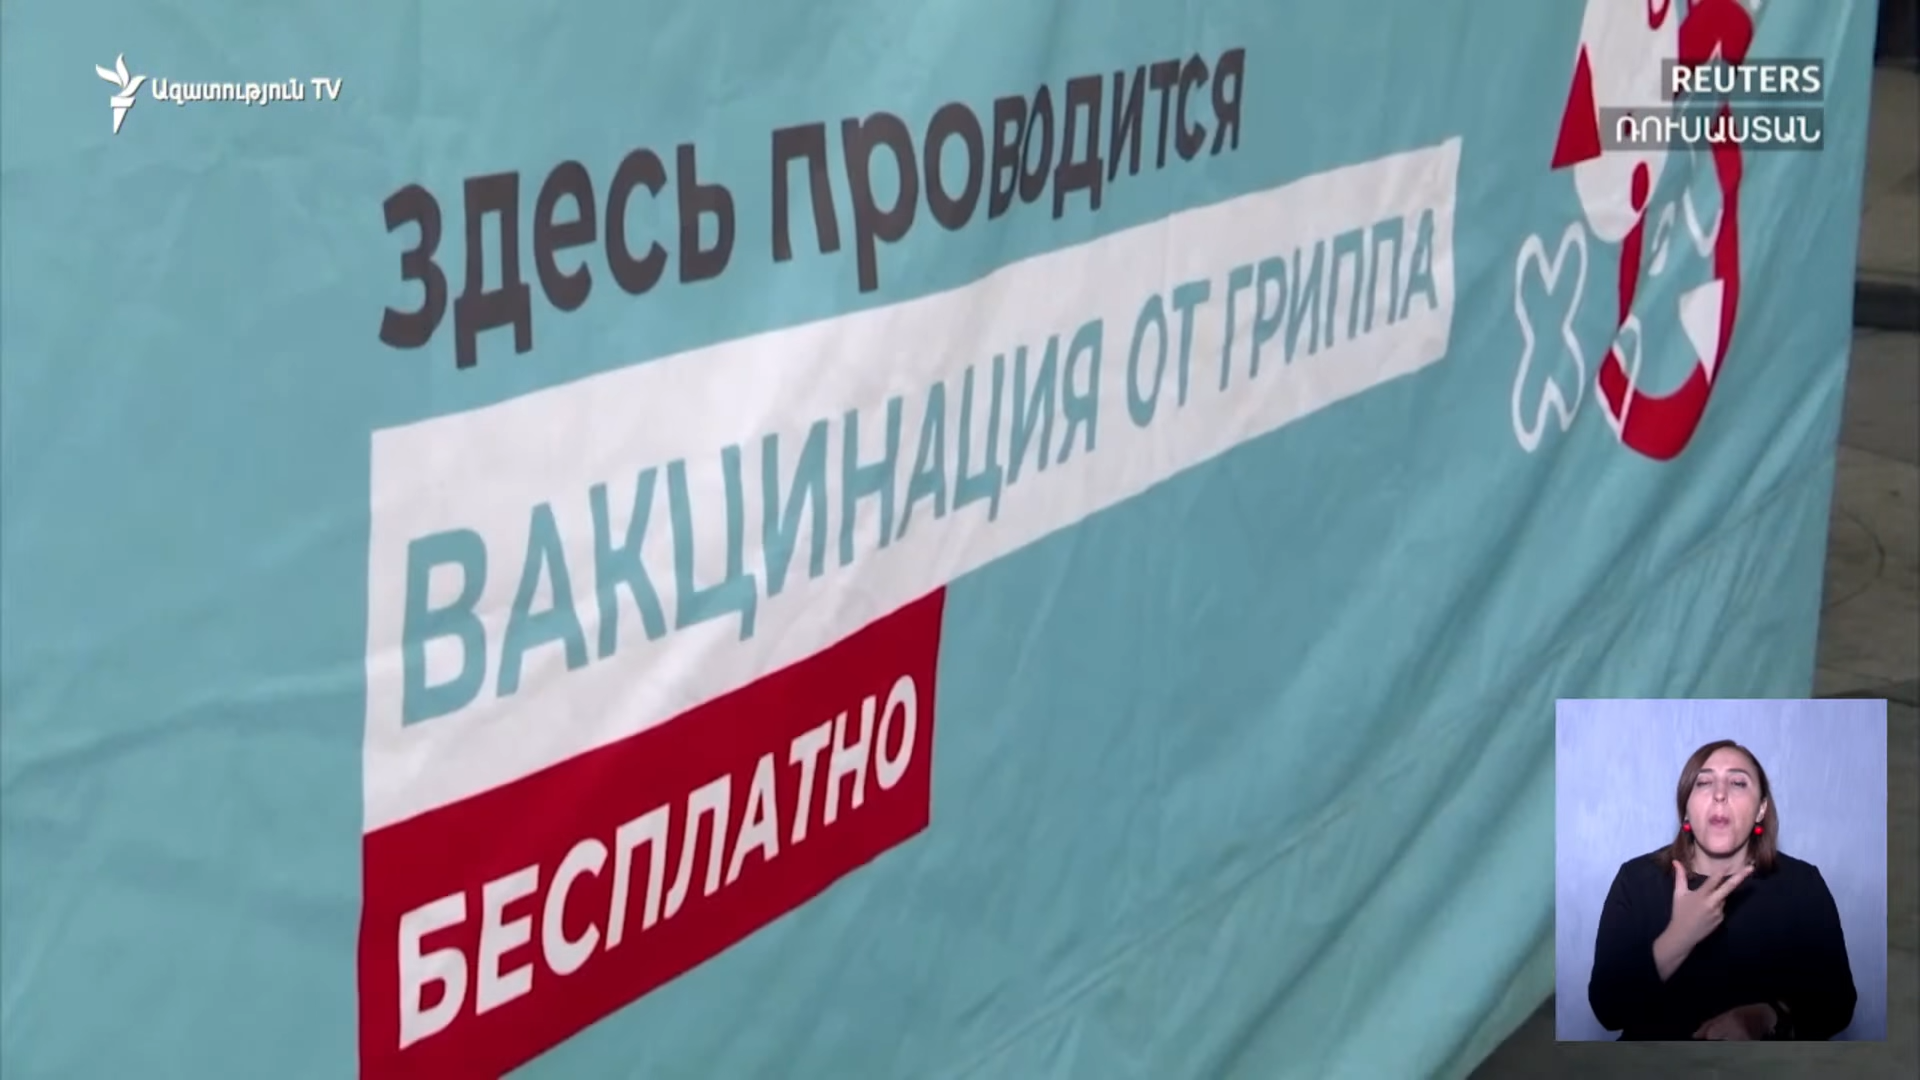 Ազատություն TV
REUTERS
ՌՈՒՍԱՍՏԱՆ
здесь проводится
ВАКЦИНАЦИЯ ОТ ГРИППА
БЕСПЛАТНО